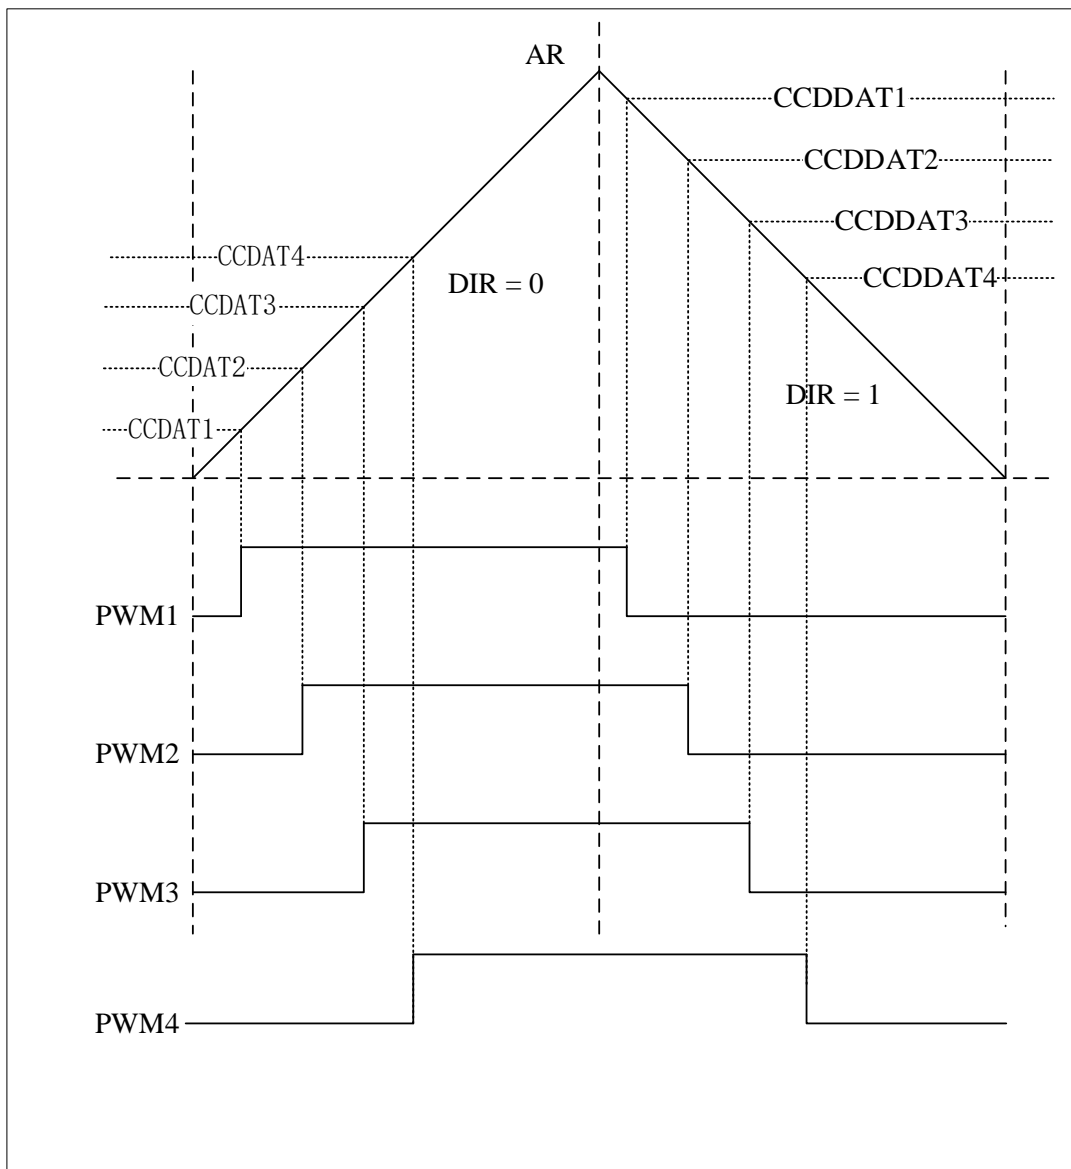 AR
CCDDAT1
CCDDAT2
CCDDAT3
CCDAT4
CCDDAT4
DIR = 0
CCDAT3
CCDAT2
DIR = 1
CCDAT1
PWM1
PWM2
PWM3
PWM4